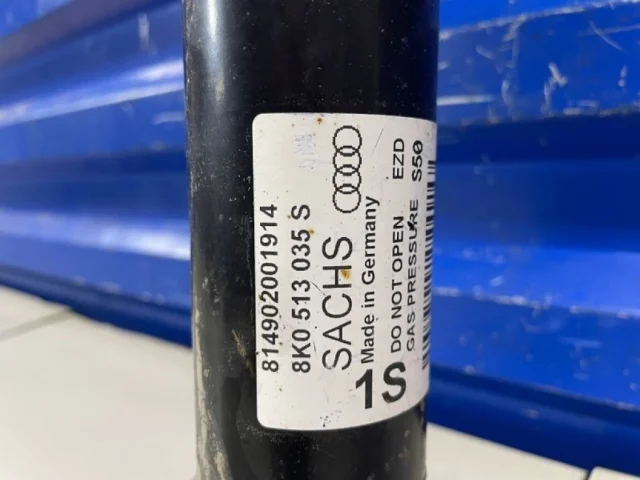 814902001914
8K0 513 035 S
SACHS
Made in Germany
DO NOT OPEN EZD
GAS PRESSURE S50
1S